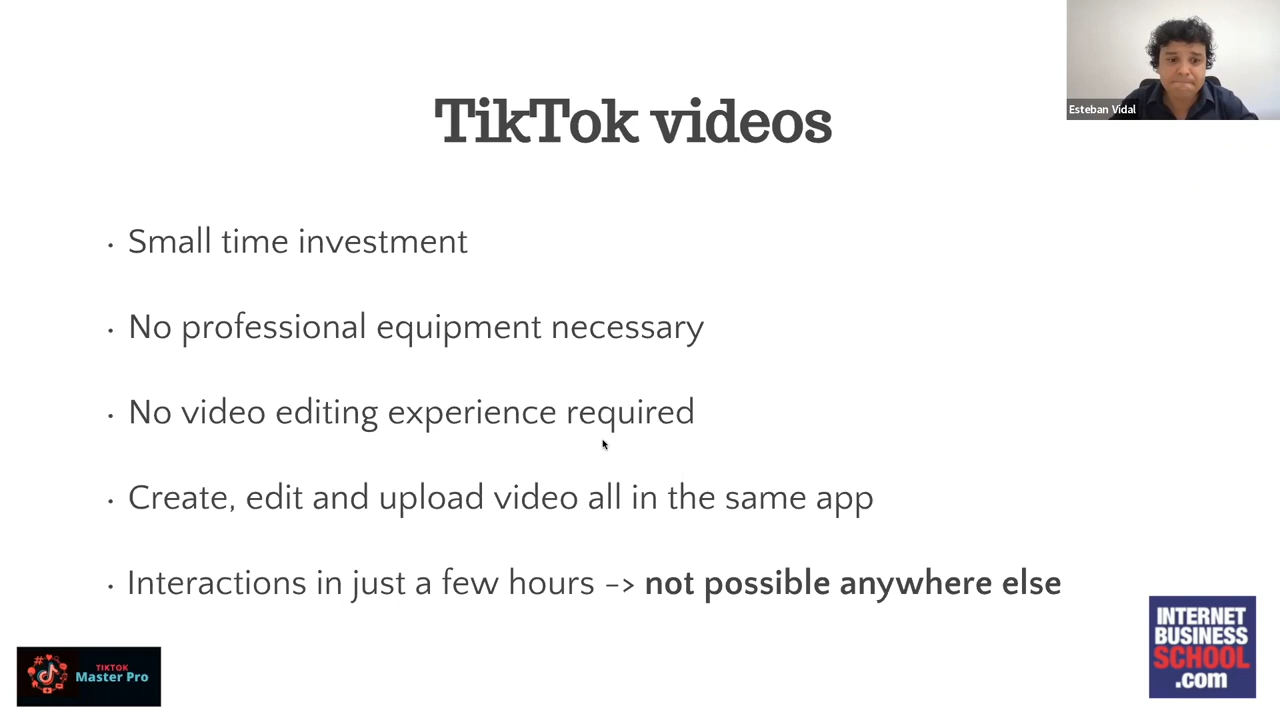 Esteban Vidal
TikTok videos
• Small time investment
• No professional equipment necessary
• No video editing experience required
• Create, edit and upload video all in the same app
• Interactions in just a few hours –> not possible anywhere else
TIKTOK
Master Pro
INTERNET
BUSINESS
SCHOOL
.com